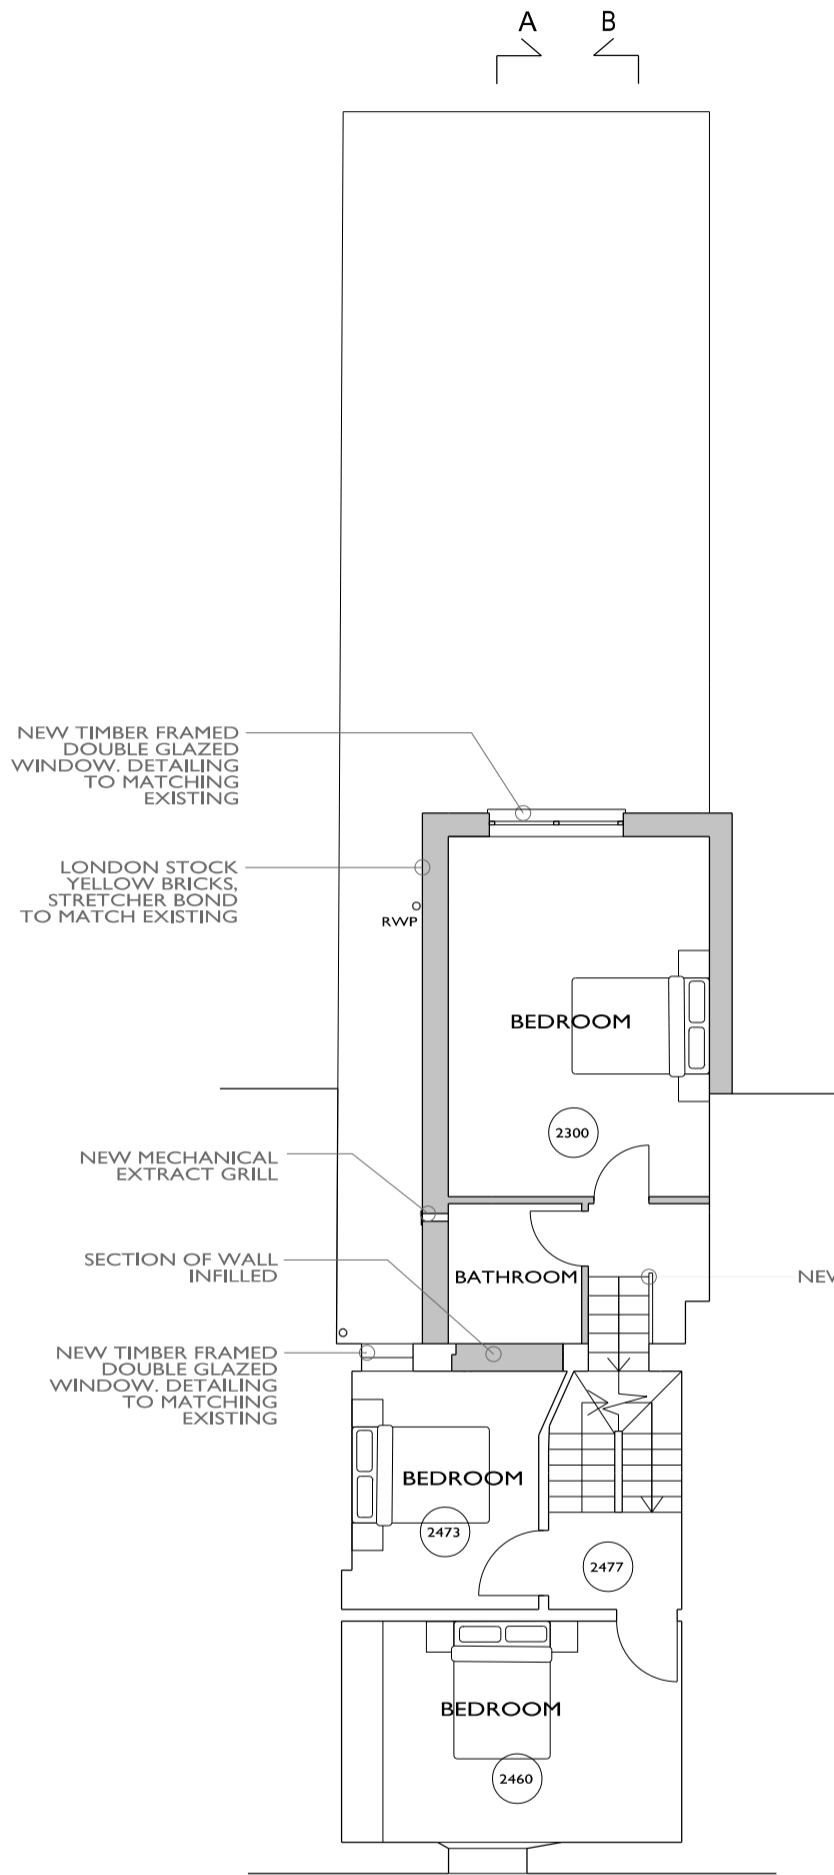 A B
NEW TIMBER FRAMED
DOUBLE GLAZED
WINDOW. DETAILING
TO MATCHING
EXISTING
LONDON STOCK
YELLOW BRICKS,
STRETCHER BOND
TO MATCH EXISTING
RWP
BEDROOM
2300
NEW MECHANICAL
EXTRACT GRILL
SECTION OF WALL
INFILLED
BATHROOM
NEW
NEW TIMBER FRAMED
DOUBLE GLAZED
WINDOW. DETAILING
TO MATCHING
EXISTING
BEDROOM
2473
2477
BEDROOM
2460